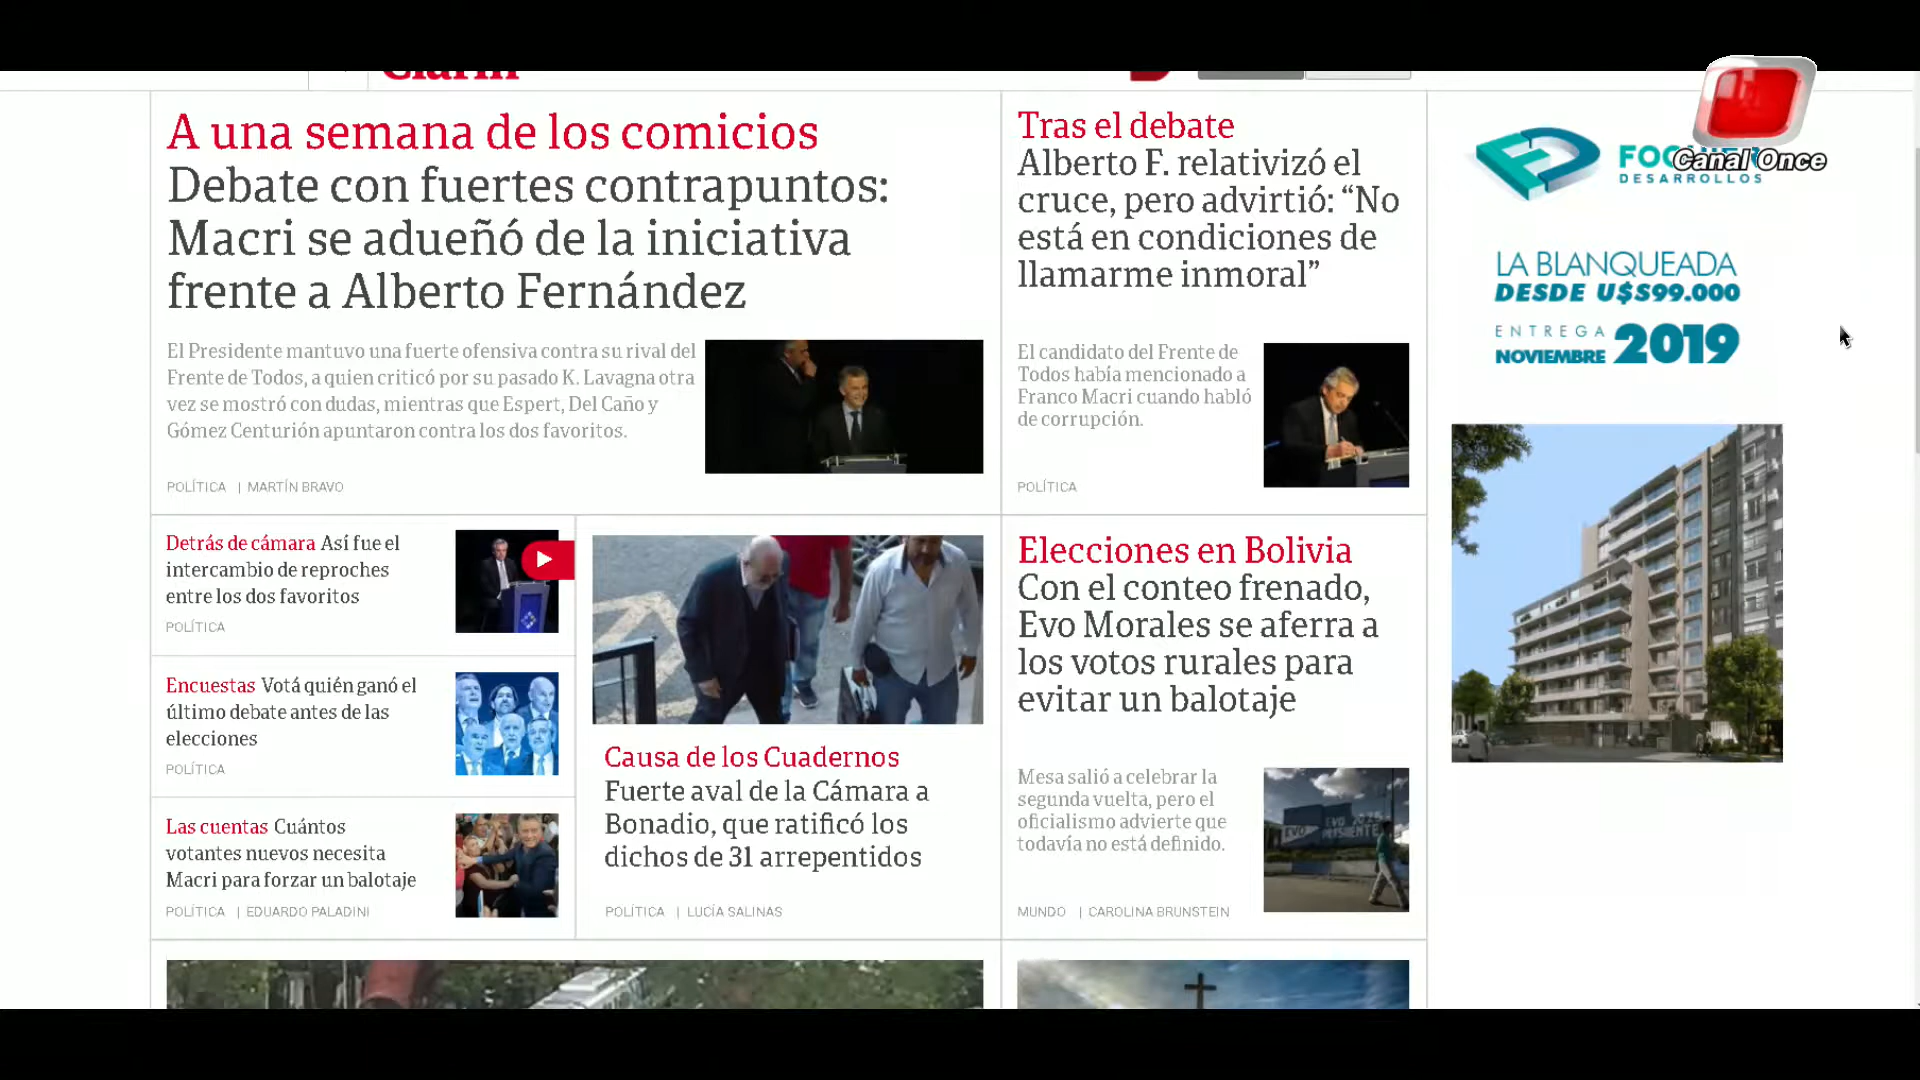 Clarín
A una semana de los comicios
Debate con fuertes contrapuntos:
Macri se adueñó de la iniciativa
frente a Alberto Fernández
El Presidente mantuvo una fuerte ofensiva contra su rival del
Frente de Todos, a quien criticó por su pasado K. Lavagna otra
vez se mostró con dudas, mientras que Espert, Del Caño y
Gómez Centurión apuntaron contra los dos favoritos.
POLÍTICA | MARTÍN BRAVO
Tras el debate
Alberto F. relativizó el
cruce, pero advirtió: “No
está en condiciones de
llamarme inmoral”
El candidato del Frente de
Todos había mencionado a
Franco Macri cuando habló
de corrupción.
POLÍTICA
Detrás de cámara Así fue el
intercambio de reproches
entre los dos favoritos
POLÍTICA
Encuestas Votá quién ganó el
último debate antes de las
elecciones
POLÍTICA
Las cuentas Cuántos
votantes nuevos necesita
Macri para forzar un balotaje
POLÍTICA | EDUARDO PALADINI
Causa de los Cuadernos
Fuerte aval de la Cámara a
Bonadio, que ratificó los
dichos de 31 arrepentidos
POLÍTICA | LUCÍA SALINAS
Elecciones en Bolivia
Con el conteo frenado,
Evo Morales se aferra a
los votos rurales para
evitar un balotaje
Mesa salió a celebrar la
segunda vuelta, pero el
oficialismo advierte que
todavía no está definido.
EVO
MUNDO | CAROLINA BRUNSTEIN
Canal Once
DESARROLLOS
LA BLANQUEADA
DESDE U$S99.000
ENTREGA
NOVIEMBRE 2019